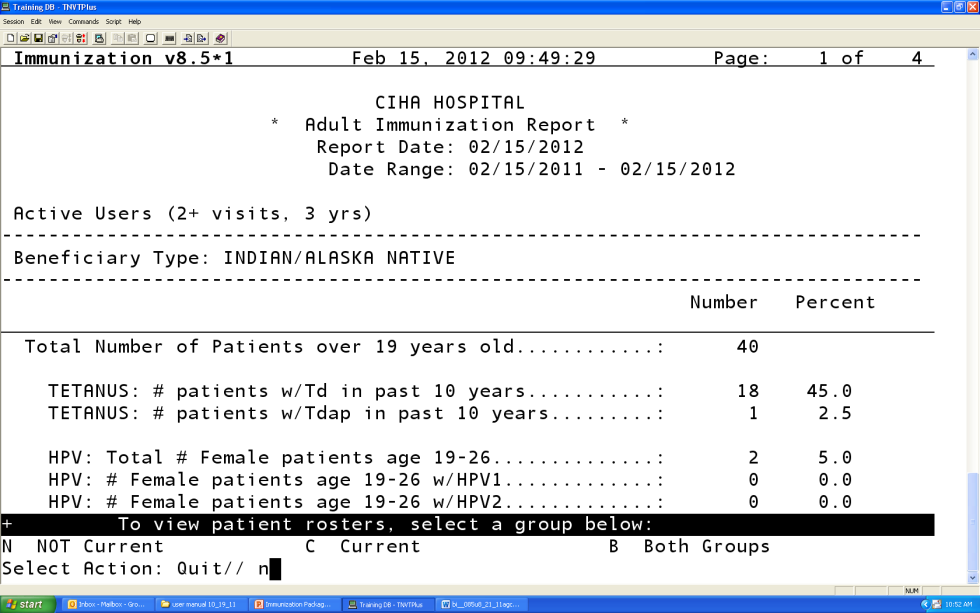 Training DB - TNVTPlus
Session Edit View Commands Script Help
Immunization v8.5*1 Feb 15, 2012 09:49:29 Page: 1 of 4
CIHA HOSPITAL
* Adult Immunization Report *
Report Date: 02/15/2012
Date Range: 02/15/2011 - 02/15/2012
Active Users (2+ visits, 3 yrs)
--------------------------------------------------------------------------------
Beneficiary Type: INDIAN/ALASKA NATIVE
--------------------------------------------------------------------------------
Number Percent
Total Number of Patients over 19 years old............: 40
TETANUS: # patients w/Td in past 10 years...........: 18 45.0
TETANUS: # patients w/Tdap in past 10 years.........: 1 2.5
HPV: Total # Female patients age 19-26..............: 2 5.0
HPV: # Female patients age 19-26 w/HPV1.............: 0 0.0
HPV: # Female patients age 19-26 w/HPV2.............: 0 0.0
+ To view patient rosters, select a group below:
N NOT Current C Current B Both Groups
Select Action: Quit// n
NUM
start Inbox - Mailbox - Gro... user manual 10_19_11 Immunization Packag... Training DB - TNVTPlus bi__085u8_21_11agc... 10:52 AM